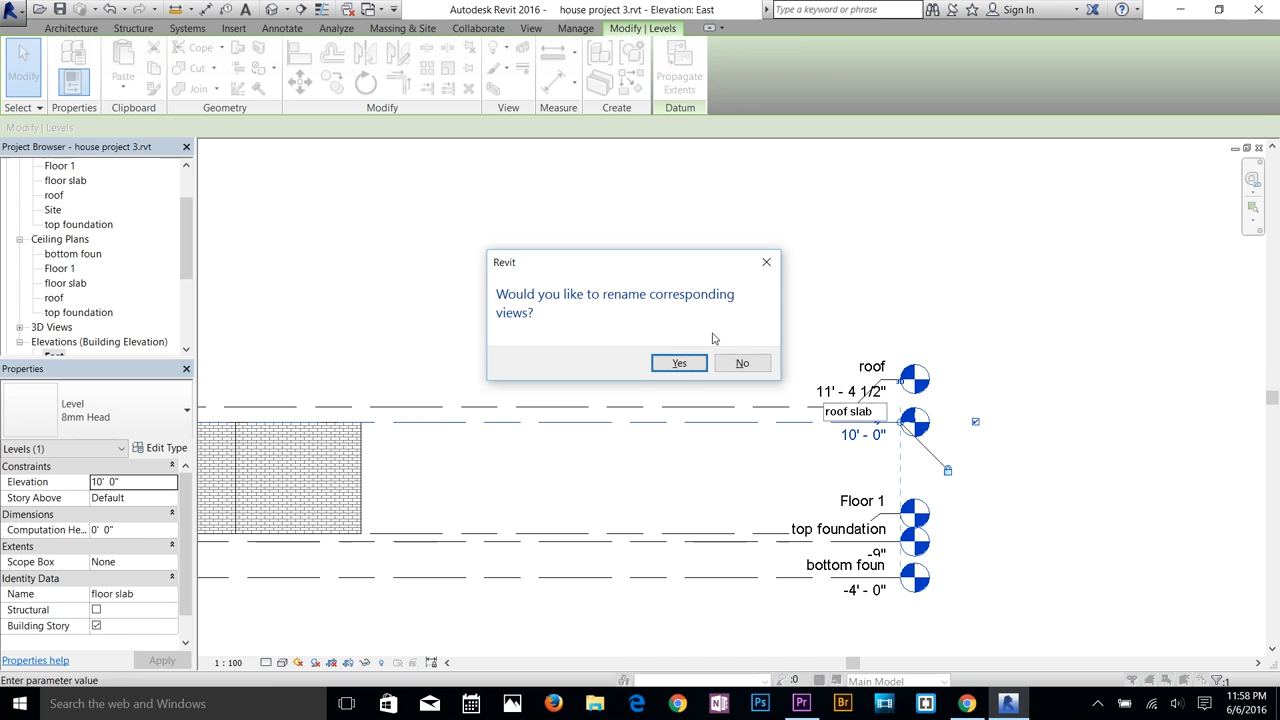 Autodesk Revit 2016 - house project 3.rvt - Elevation: East
Type a keyword or phrase
Sign In
Architecture Structure Systems Insert Annotate Analyze Massing & Site Collaborate View Manage Modify | Levels
Modify
Paste
Cope
Cut
Join
Propagate
Extents
Select Properties Clipboard Geometry Modify View Measure Create Datum
Modify | Levels
Project Browser - house project 3.rvt
Floor 1
floor slab
roof
Site
top foundation
Ceiling Plans
bottom foun
Floor 1
floor slab
roof
top foundation
3D Views
Elevations (Building Elevation)
East
Properties
Level
8mm Head
Levels (1)
Edit Type
Constraints
Elevation 10' 0"
Story Above Default
Dimensions
Computation He... 0' 0"
Extents
Scope Box None
Identity Data
Name floor slab
Structural
Building Story
Properties help
Apply
Revit
Would you like to rename corresponding
views?
Yes
No
roof
11' - 4 1/2"
roof slab
10' - 0"
Floor 1
top foundation
-9"
bottom foun
-4' - 0"
1 : 100
Enter parameter value
:0
Main Model
:1
Search the web and Windows
11:58 PM
6/6/2016